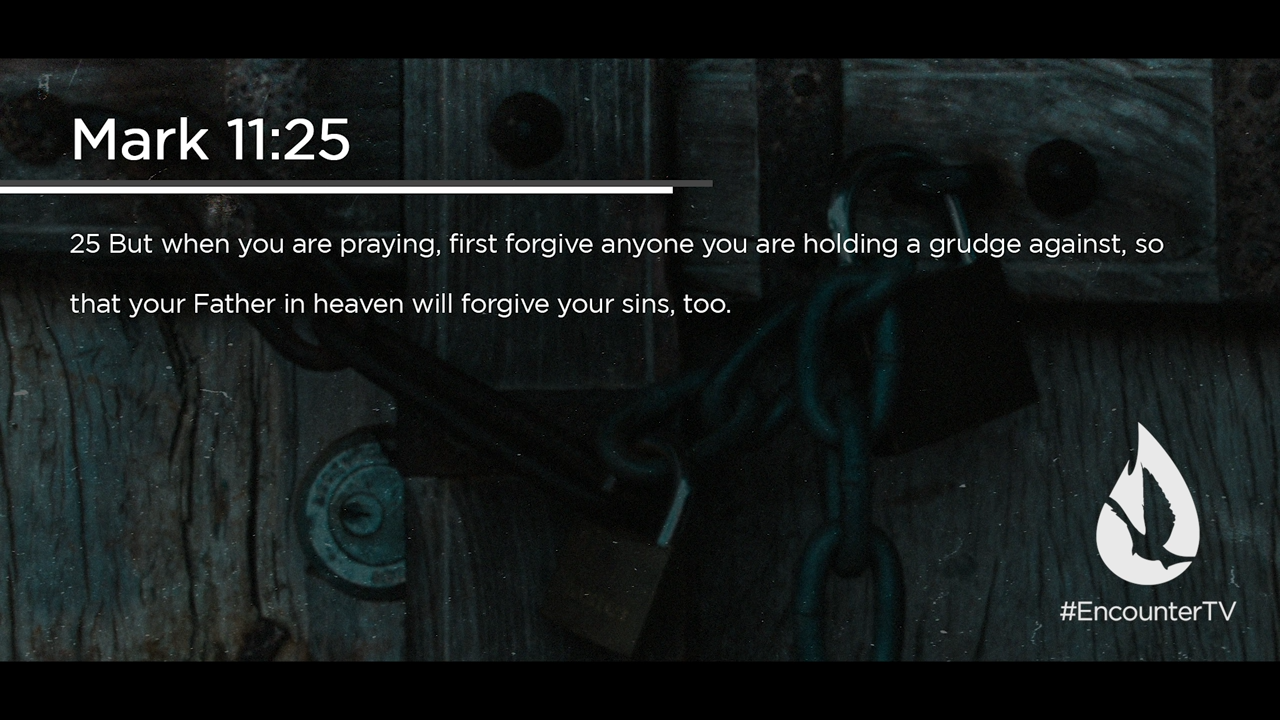 Mark 11:25
25 But when you are praying, first forgive anyone you are holding a grudge against, so
that your Father in heaven will forgive your sins, too.
#EncounterTV